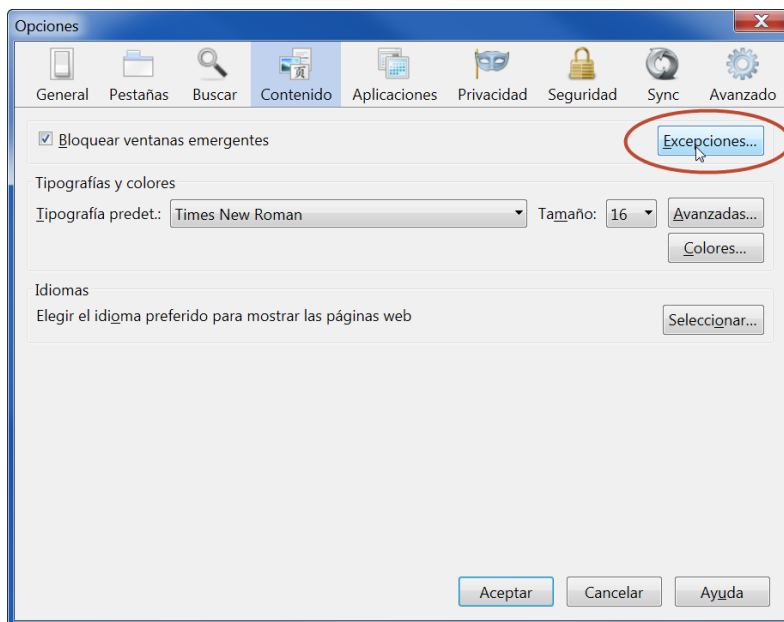 Opciones
General Pestañas Buscar Contenido Aplicaciones Privacidad Seguridad Sync Avanzado
Bloquear ventanas emergentes Excepciones...
Tipografías y colores
Tipografía predet.: Times New Roman Tamaño: 16 Avanzadas...
Colores...
Idiomas
Elegir el idioma preferido para mostrar las páginas web
Seleccionar...
Aceptar Cancelar Ayuda